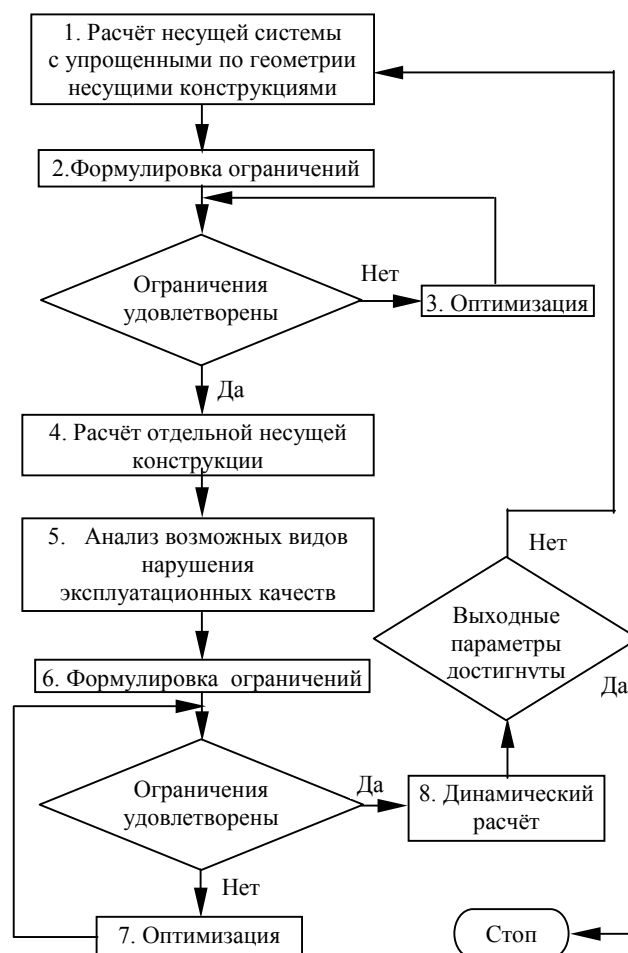 1. Расчёт несущей системы
с упрощенными по геометрии
несущими конструкциями
2.Формулировка ограничений
Ограничения
удовлетворены
Нет
3. Оптимизация
Да
4. Расчёт отдельной несущей
конструкции
5. Анализ возможных видов
нарушения
эксплуатационных качеств
6. Формулировка ограничений
Ограничения
удовлетворены
Да
8. Динамический
расчёт
Нет
7. Оптимизация
Выходные
параметры
достигнуты
Нет
Да
Стоп